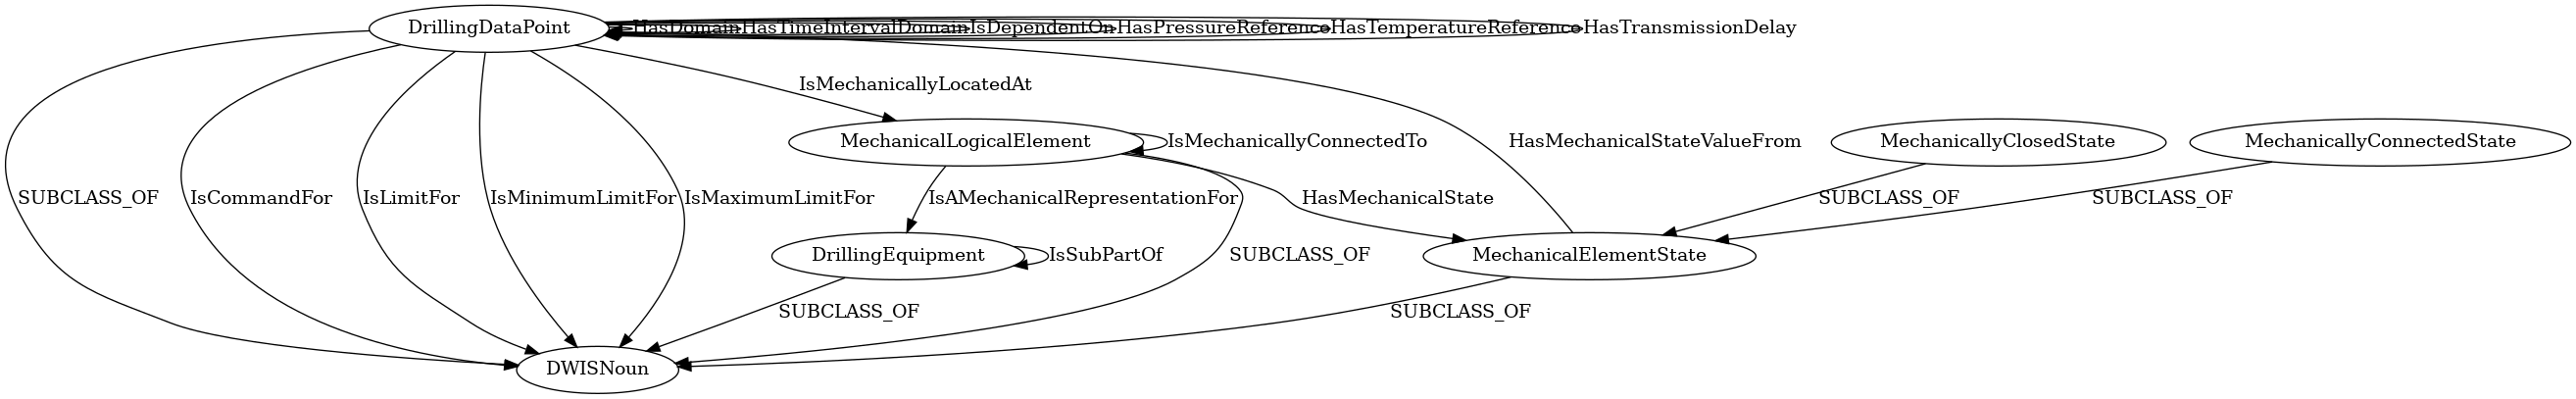 DrillingDataPoint
HasDomain
HasTimeIntervalDomain
IsDependentOn
HasPressureReference
HasTemperatureReference
HasTransmissionDelay
IsMechanicallyLocatedAt
MechanicalLogicalElement
IsMechanicallyConnectedTo
HasMechanicalStateValueFrom
MechanicallyClosedState
MechanicallyConnectedState
SUBCLASS_OF
IsCommandFor
IsLimitFor
IsMinimumLimitFor
IsMaximumLimitFor
IsAMechanicalRepresentationFor
HasMechanicalState
SUBCLASS_OF
SUBCLASS_OF
DrillingEquipment
IsSubPartOf
SUBCLASS_OF
MechanicalElementState
SUBCLASS_OF
SUBCLASS_OF
DWISNoun